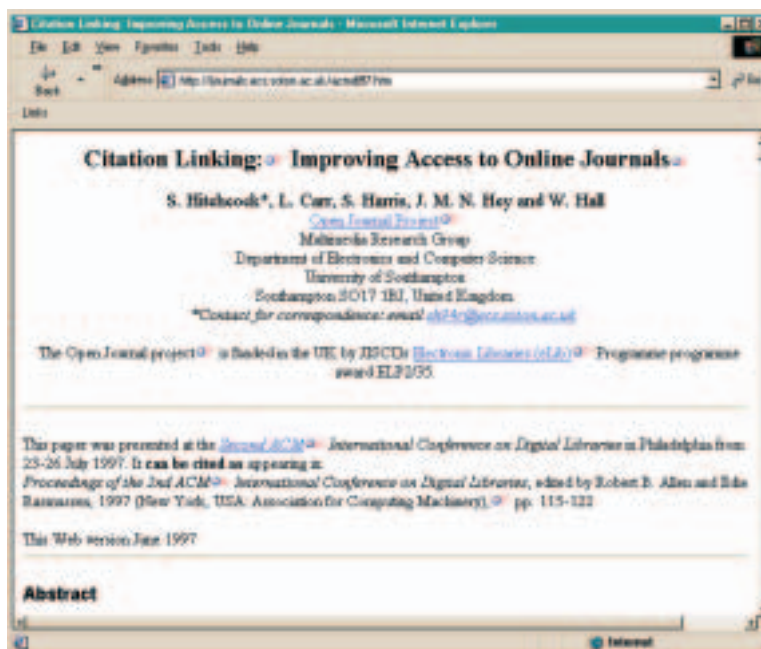 Citation Linking: Improving Access to Online Journals - Microsoft Internet Explorer
File Edit View Favorites Tools Help
Back Address
Links
Citation Linking: Improving Access to Online Journals
S. Hitchcock*, L. Carr, S. Harris, J. M. N. Hey and W. Hall
Open Journal Project
Multimedia Research Group
Department of Electronics and Computer Science
University of Southampton
Southampton SO17 1BJ, United Kingdom
*Contact for correspondence: email
The Open Journal project is funded in the UK by JISC's Electronic Libraries (eLib) Programme programme
award ELP2/35
This paper was presented at the Second ACM International Conference on Digital Libraries in Philadelphia from
23-26 July 1997. It can be cited as appearing in:
Proceedings of the 2nd ACM International Conference on Digital Libraries, edited by Robert B. Allen and Edie
Rasmussen, 1997 (New York, USA: Association for Computing Machinery), pp. 115-122
This Web version June 1997
Abstract
Internet